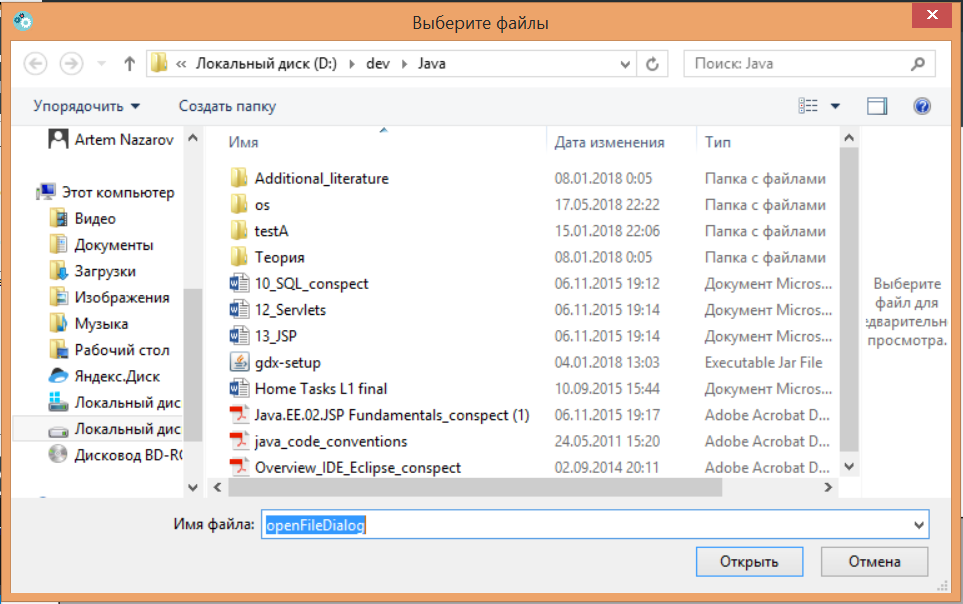 Выберите файлы
« Локальный диск (D:) dev Java
Поиск: Java
Упорядочить
Создать папку
Artem Nazarov
Этот компьютер
Видео
Документы
Загрузки
Изображения
Музыка
Рабочий стол
Яндекс.Диск
Локальный дис
Локальный дис
Дисковод BD-RO
Имя Дата изменения Тип
Additional_literature 08.01.2018 0:05 Папка с файлами
os 17.05.2018 22:22 Папка с файлами
testA 15.01.2018 22:06 Папка с файлами
Теория 08.01.2018 0:05 Папка с файлами
10_SQL_conspect 06.11.2015 19:12 Документ Micros...
12_Servlets 06.11.2015 19:14 Документ Micros...
13_JSP 06.11.2015 19:14 Документ Micros...
gdx-setup 04.01.2018 13:03 Executable Jar File
Home Tasks L1 final 10.09.2015 15:44 Документ Micros...
Java.EE.02.JSP Fundamentals_conspect (1) 06.11.2015 19:17 Adobe Acrobat D...
java_code_conventions 24.05.2011 15:20 Adobe Acrobat D...
Overview_IDE_Eclipse_conspect 02.09.2014 20:11 Adobe Acrobat D...
Выберите
файл для
едварительн
просмотра.
Имя файла: openFileDialog
Открыть
Отмена